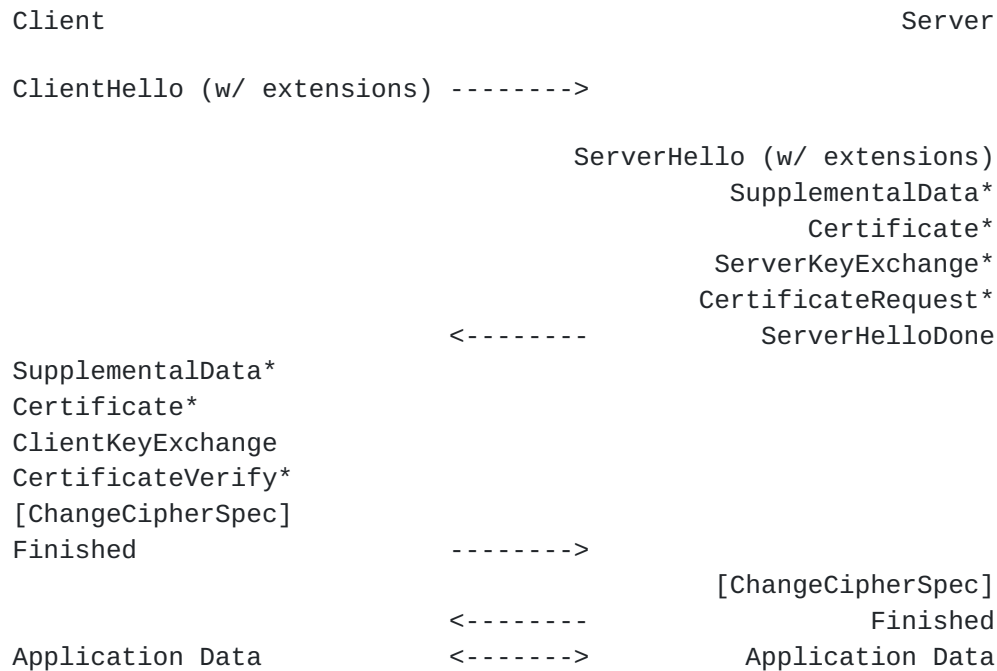 Client Server
ClientHello (w/ extensions) -------->
ServerHello (w/ extensions)
SupplementalData*
Certificate*
ServerKeyExchange*
CertificateRequest*
<-------- ServerHelloDone
SupplementalData*
Certificate*
ClientKeyExchange
CertificateVerify*
[ChangeCipherSpec]
Finished -------->
[ChangeCipherSpec]
<-------- Finished
Application Data <-------> Application Data